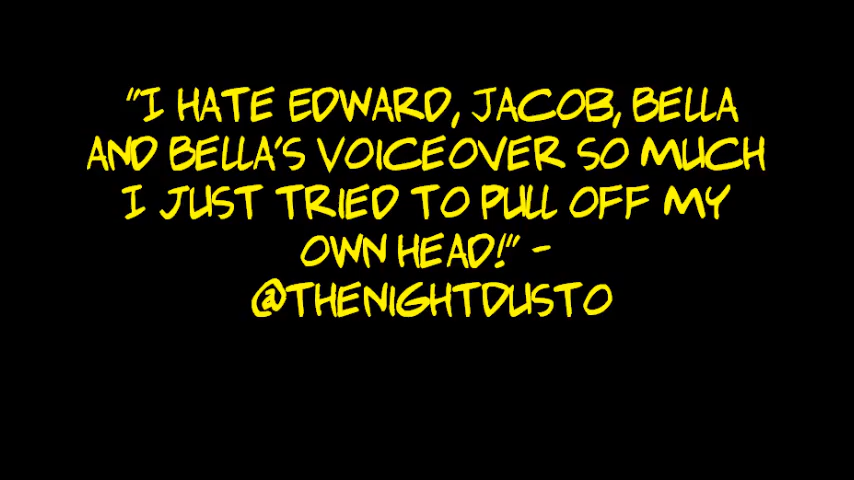 "I HATE EDWARD, JACOB, BELLA
AND BELLA'S VOICEOVER SO MUCH
I JUST TRIED TO PULL OFF MY
OWN HEAD!" -
@THENIGHTDUSTO